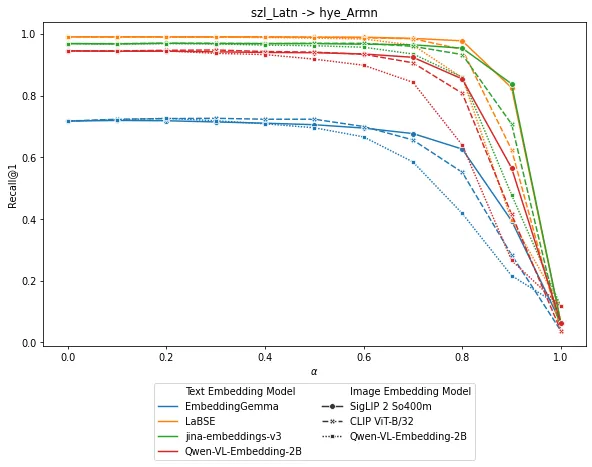 szl_Latn -> hye_Armn
Recall@1
1.0
0.8
0.6
0.4
0.2
0.0
0.0 0.2 0.4 0.6 0.8 1.0
α
Text Embedding Model
EmbeddingGemma
LaBSE
jina-embeddings-v3
Qwen-VL-Embedding-2B
Image Embedding Model
SigLIP 2 So400m
CLIP ViT-B/32
Qwen-VL-Embedding-2B